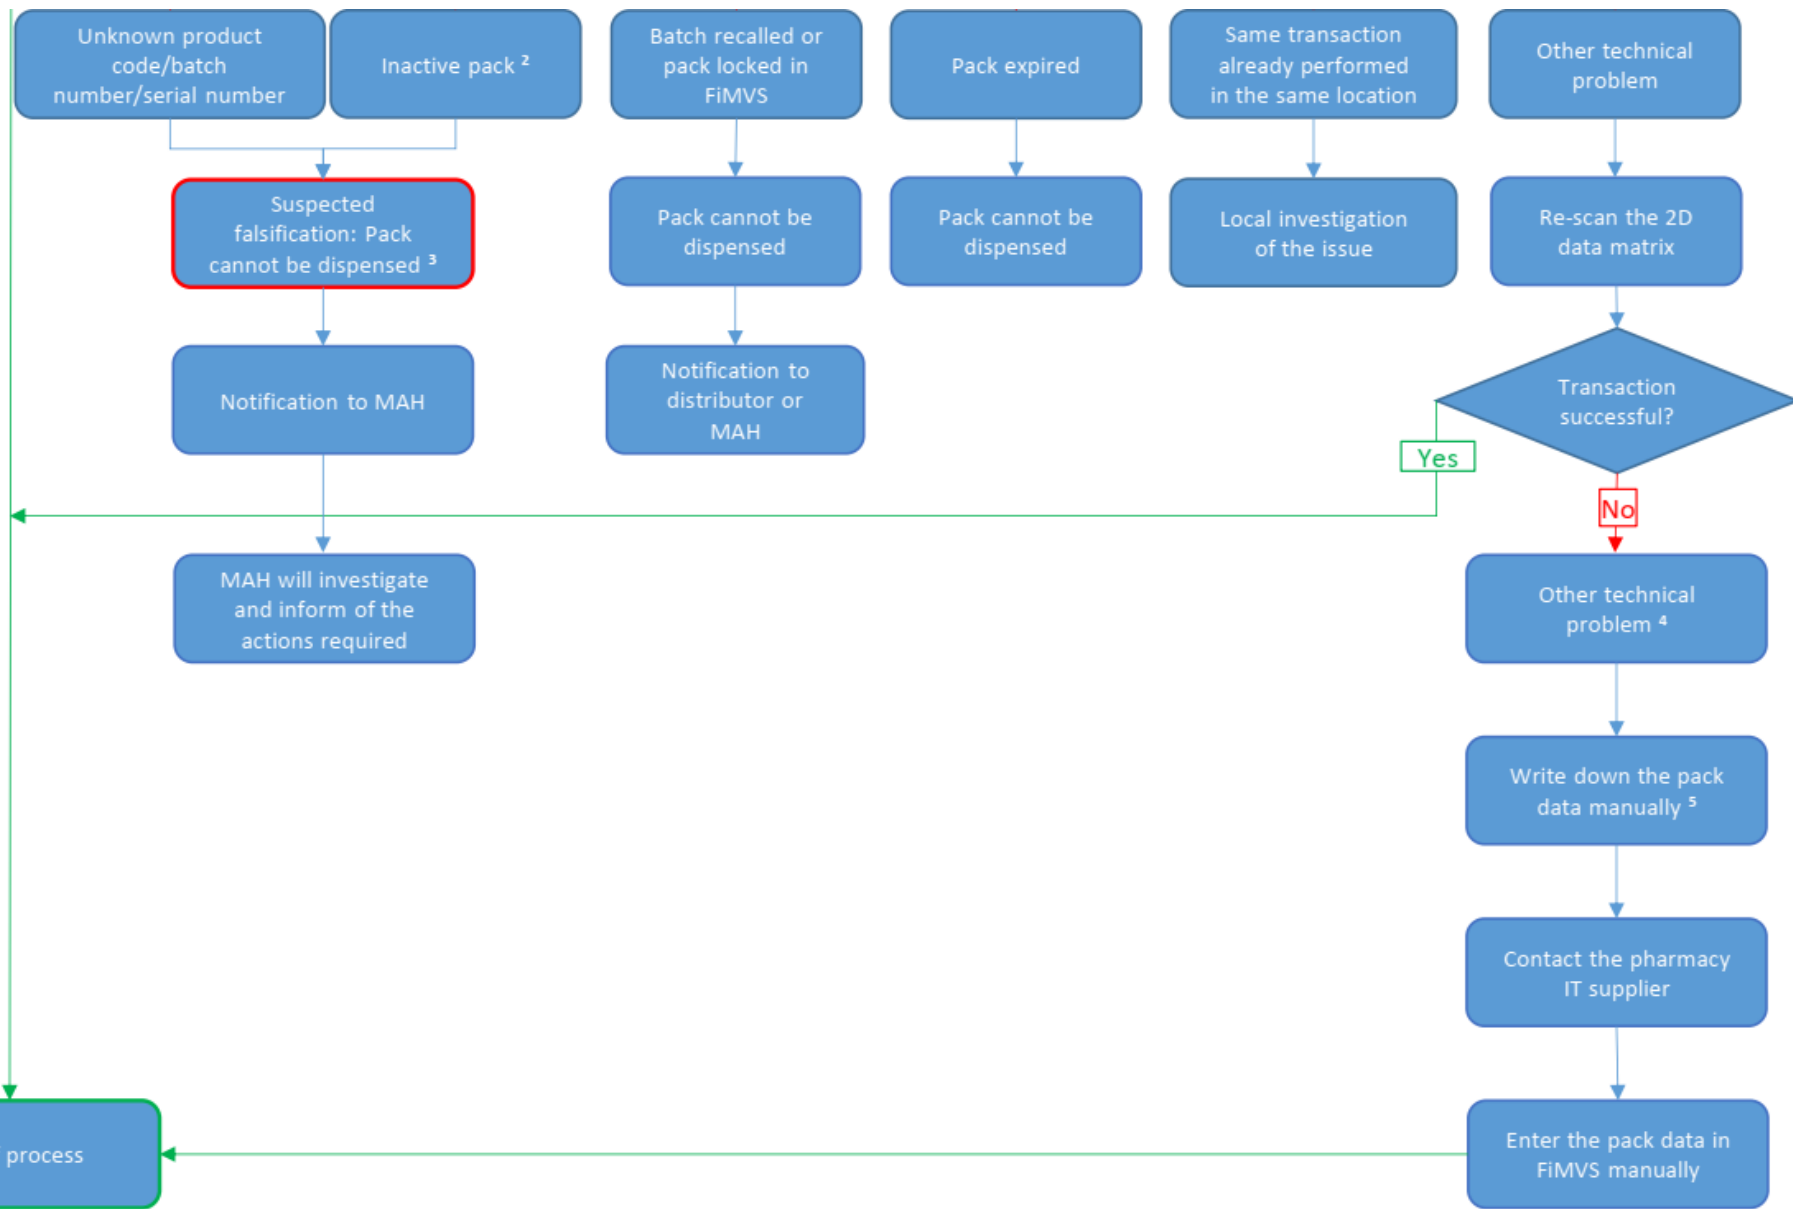 Unknown product
code/batch
number/serial number
Inactive pack ²
Batch recalled or
pack locked in
FiMVS
Pack expired
Same transaction
already performed
in the same location
Other technical
problem
Suspected
falsification: Pack
cannot be dispensed ³
Pack cannot be
dispensed
Pack cannot be
dispensed
Local investigation
of the issue
Re-scan the 2D
data matrix
Notification to MAH
Notification to
distributor or
MAH
Transaction
successful?
Yes
No
MAH will investigate
and inform of the
actions required
Other technical
problem ⁴
Write down the pack
data manually ⁵
Contact the pharmacy
IT supplier
process
Enter the pack data in
FiMVS manually